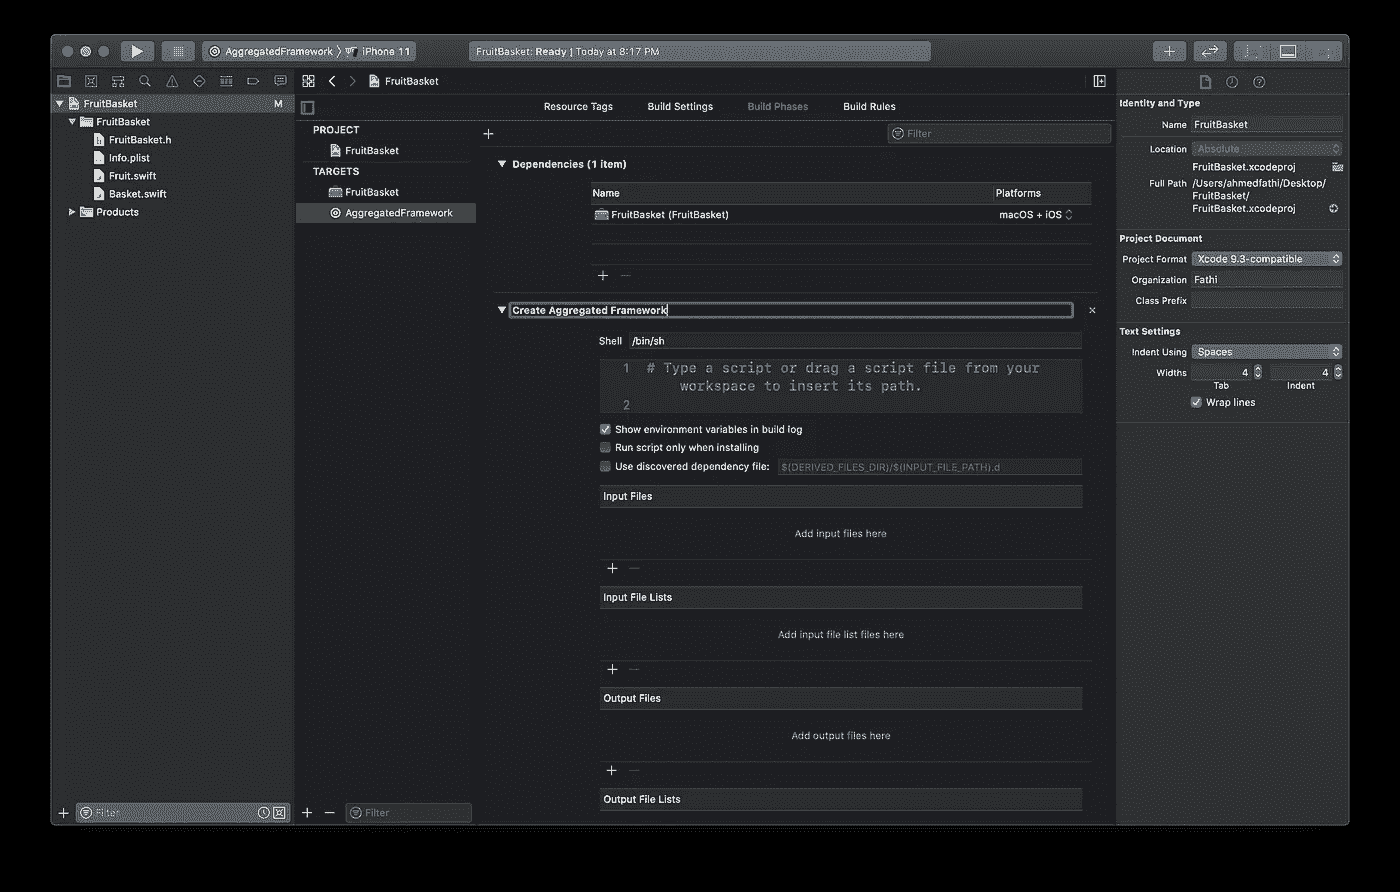 AggregatedFramework 〉 iPhone 11
FruitBasket: Ready | Today at 8:17 PM
FruitBasket
FruitBasket M
FruitBasket
FruitBasket.h
Info.plist
Fruit.swift
Basket.swift
Products
Filter
PROJECT
FruitBasket
TARGETS
FruitBasket
AggregatedFramework
Filter
Resource Tags Build Settings Build Phases Build Rules
Filter
Dependencies (1 item)
Name Platforms
FruitBasket (FruitBasket) macOS + iOS
Create Aggregated Framework
Shell /bin/sh
1 # Type a script or drag a script file from your
workspace to insert its path.
2
Show environment variables in build log
Run script only when installing
Use discovered dependency file: $(DERIVED_FILES_DIR)/$(INPUT_FILE_PATH).d
Input Files
Add input files here
Input File Lists
Add input file list files here
Output Files
Add output files here
Output File Lists
Identity and Type
Name FruitBasket
Location Absolute
FruitBasket.xcodeproj
Full Path /Users/ahmedfathi/Desktop/
FruitBasket/
FruitBasket.xcodeproj
Project Document
Project Format Xcode 9.3-compatible
Organization Fathi
Class Prefix
Text Settings
Indent Using Spaces
Widths 4 4
Tab Indent
Wrap lines